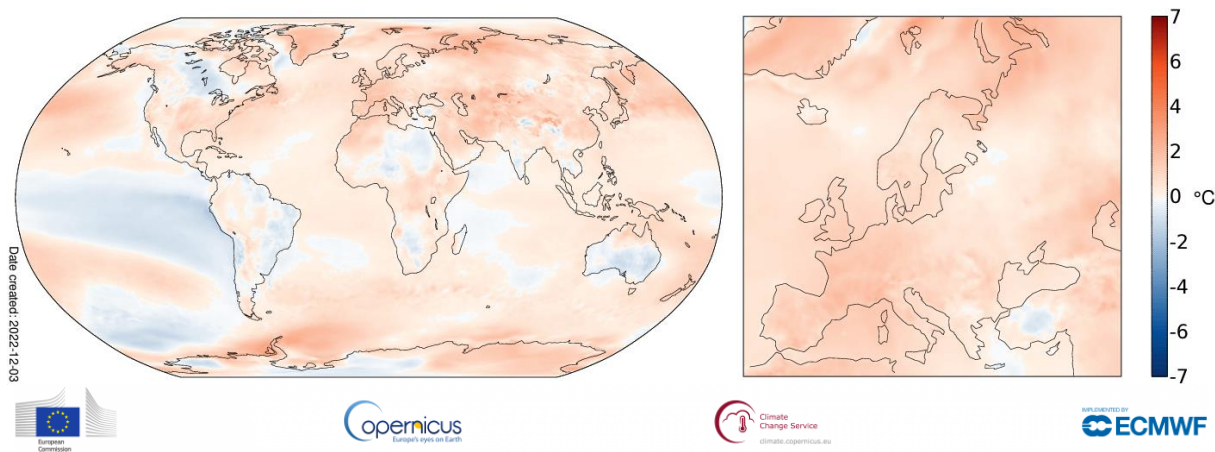 7
6
4
2
0 °C
-2
-4
-6
-7
Date created: 2022-12-03
European
Commission
opernicus
Europe's eyes on Earth
Climate
Change Service
climate.copernicus.eu
IMPLEMENTED BY
ECMWF